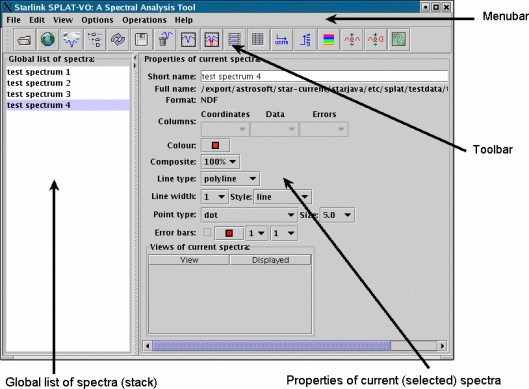 Starlink SPLAT-VO: A Spectral Analysis Tool
File Edit View Options Operations Help
Menubar
UNITS
Global list of spectra:
test spectrum 1
test spectrum 2
test spectrum 3
test spectrum 4
Properties of current spectra:
Short name: test spectrum 4
Full name: /export/astrosoft/star-current/starjava/etc/splat/testdata/
Format: NDF
Coordinates Data Errors
Columns:
Colour:
Composite: 100%
Line type: polyline
Line width: 1 Style: line
Point type: dot Size: 5.0
Error bars: 1 1
Views of current spectra:
View Displayed
Toolbar
Global list of spectra (stack)
Properties of current (selected) spectra